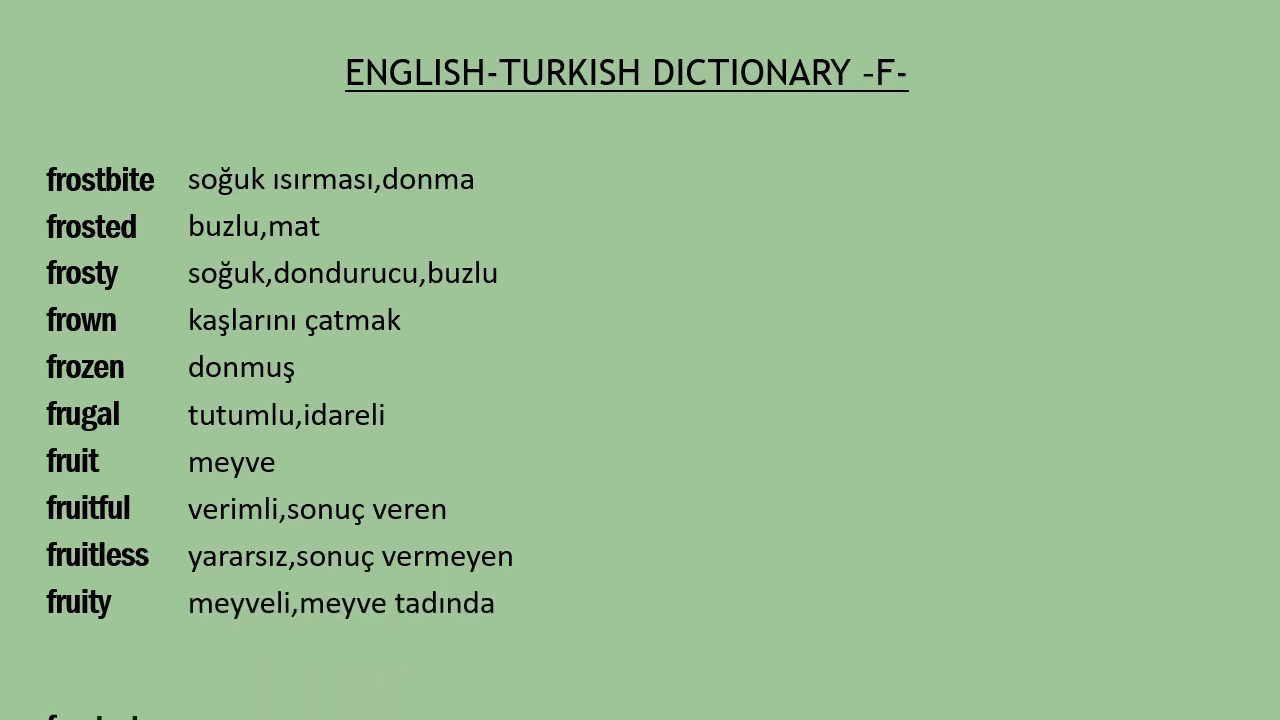 ENGLISH-TURKISH DICTIONARY –F-
frostbite soğuk ısırması,donma
frosted buzlu,mat
frosty soğuk,dondurucu,buzlu
frown kaşlarını çatmak
frozen donmuş
frugal tutumlu,idareli
fruit meyve
fruitful verimli,sonuç veren
fruitless yararsız,sonuç vermeyen
fruity meyveli,meyve tadında